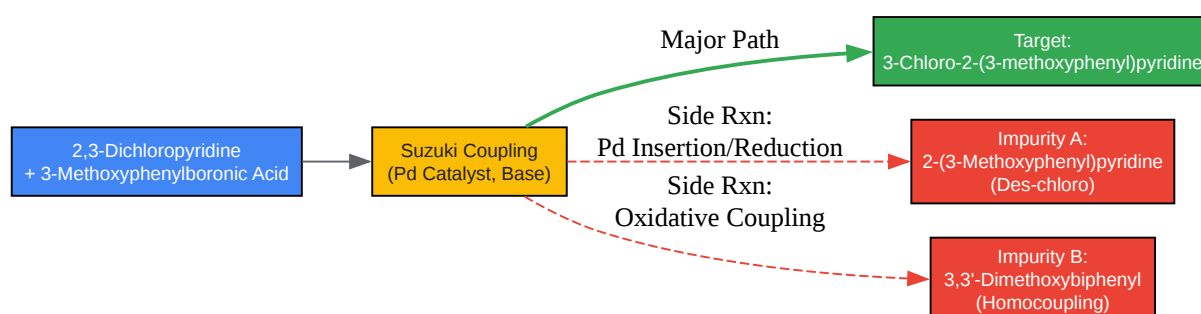 2,3-Dichloropyridine
+ 3-Methoxyphenylboronic Acid
Suzuki Coupling
(Pd Catalyst, Base)
Major Path
Target:
3-Chloro-2-(3-methoxyphenyl)pyridine
Side Rxn:
Pd Insertion/Reduction
Impurity A:
2-(3-Methoxyphenyl)pyridine
(Des-chloro)
Side Rxn:
Oxidative Coupling
Impurity B:
3,3'-Dimethoxybiphenyl
(Homocoupling)